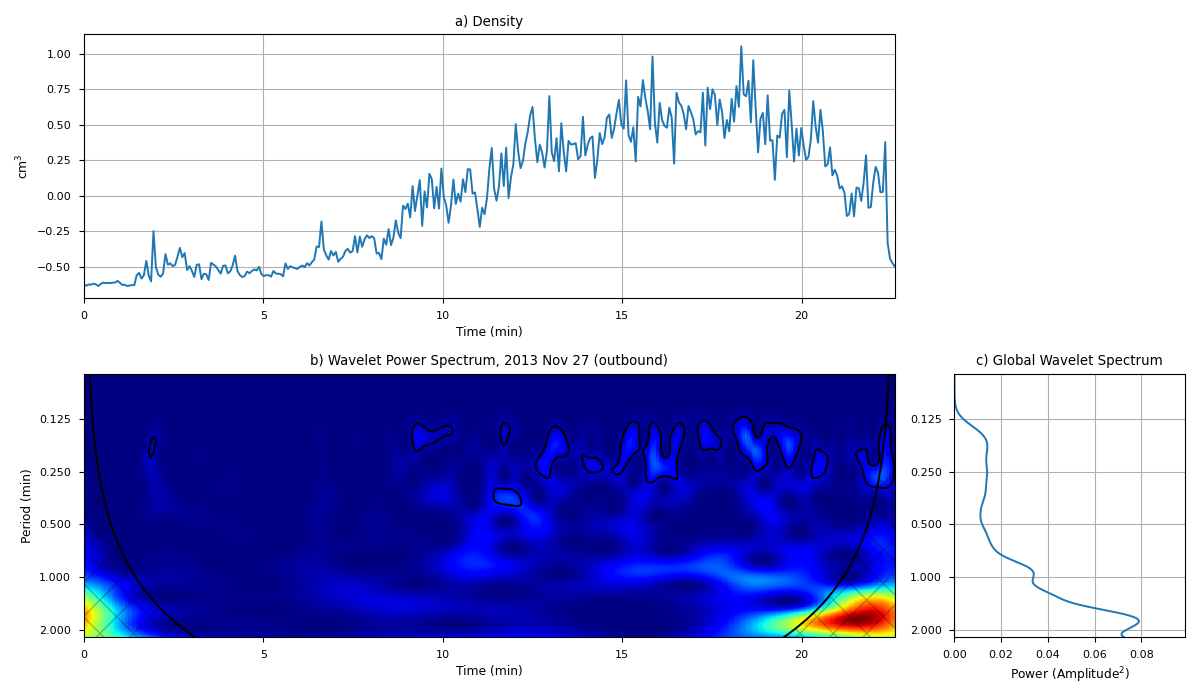 a) Density
1.00
0.75
0.50
0.25
0.00
−0.25
−0.50
cm³
0 5 10 15 20
Time (min)
b) Wavelet Power Spectrum, 2013 Nov 27 (outbound)
0.125
0.250
0.500
1.000
2.000
Period (min)
0 5 10 15 20
Time (min)
c) Global Wavelet Spectrum
0.125
0.250
0.500
1.000
2.000
0.00 0.02 0.04 0.06 0.08
Power (Amplitude²)